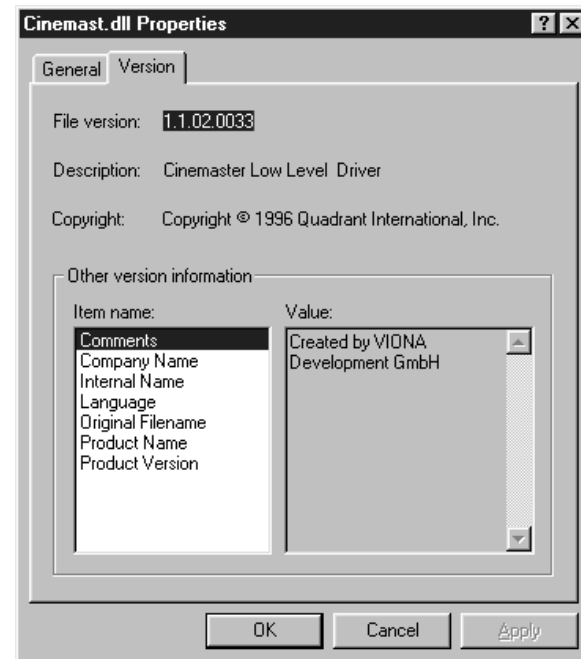 Cinemast.dll Properties
General
Version
File version: 1.1.02.0033
Description: Cinemaster Low Level Driver
Copyright: Copyright © 1996 Quadrant International, Inc.
Other version information
Item name:
Value:
Comments
Company Name
Internal Name
Language
Original Filename
Product Name
Product Version
Created by VIONA
Development GmbH
OK
Cancel
Apply